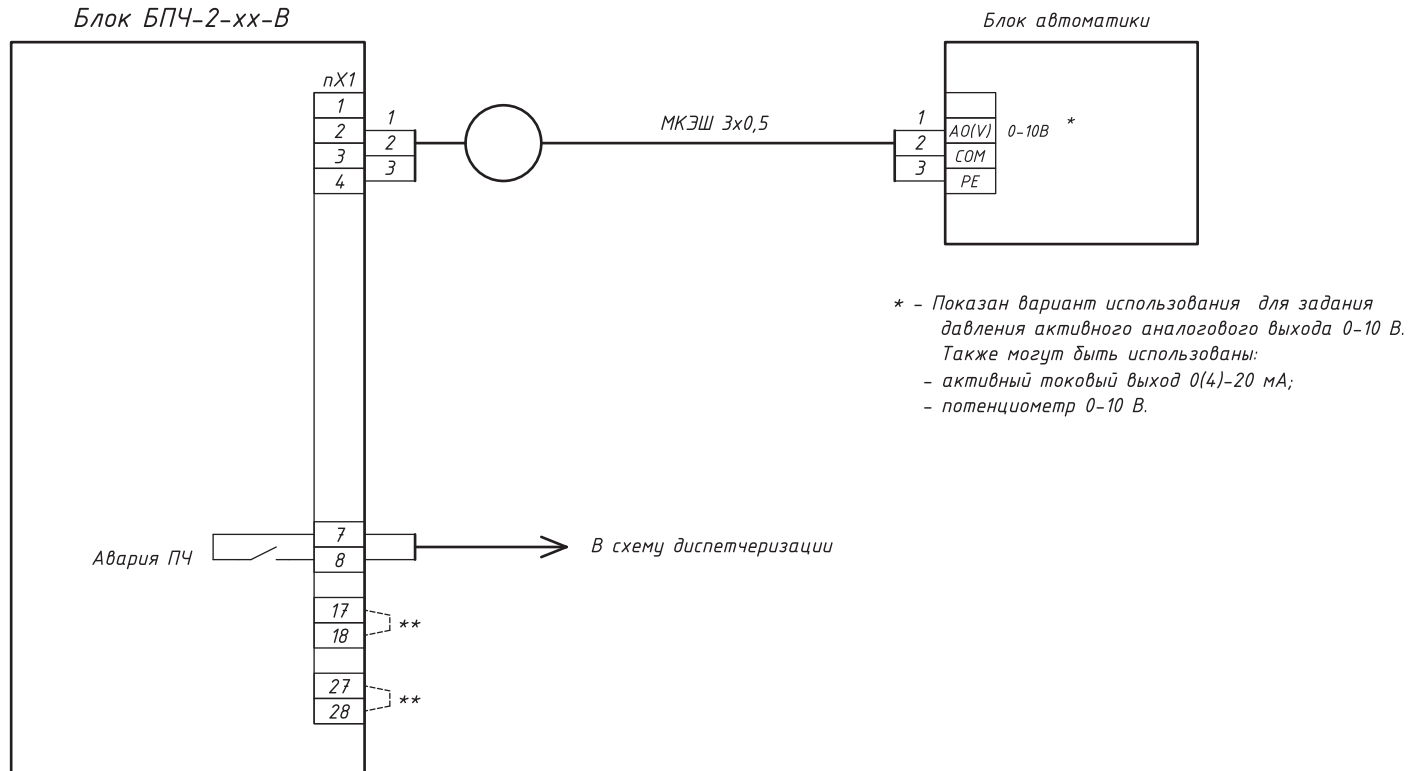 Блок БПЧ-2-хх-В
Блок автоматики
пХ1
1
2
3
4
1
2
3
МКЭШ 3х0,5
1
2
3
АО(V)
СОМ
РЕ
0-10В *
* - Показан вариант использования для задания
давления активного аналогового выхода 0-10 В.
Также могут быть использованы:
- активный токовый выход 0(4)-20 мА;
- потенциометр 0-10 В.
Авария ПЧ
7
8
В схему диспетчеризации
17
18
**
27
28
**